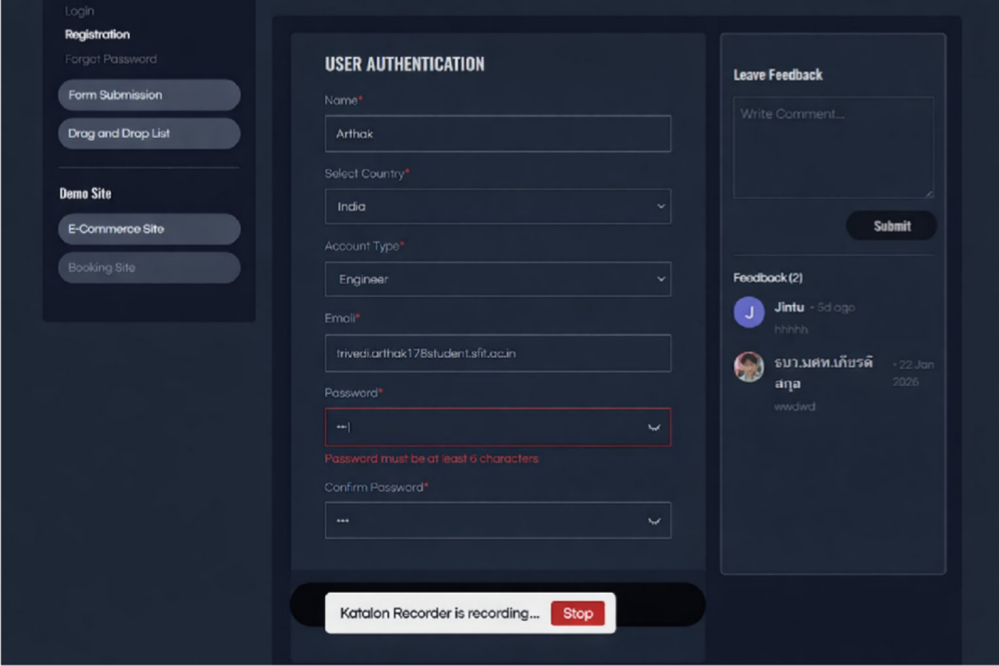 Login
Registration
Forgot Password
Form Submission
Drag and Drop List
Demo Site
E-Commerce Site
Booking Site
USER AUTHENTICATION
Name*
Arthak
Select Country*
India
Account Type*
Engineer
Email*
trivedi.arthak178student.sfit.ac.in
Password*
•••
Password must be at least 6 characters
Confirm Password*
•••
Katalon Recorder is recording...
Stop
Leave Feedback
Write Comment...
Submit
Feedback (2)
J
Jintu • 5d ago
hhhhh
ธบว.มศท.เกียรติ • 22 Jan
สกุล 2026
wwdwd